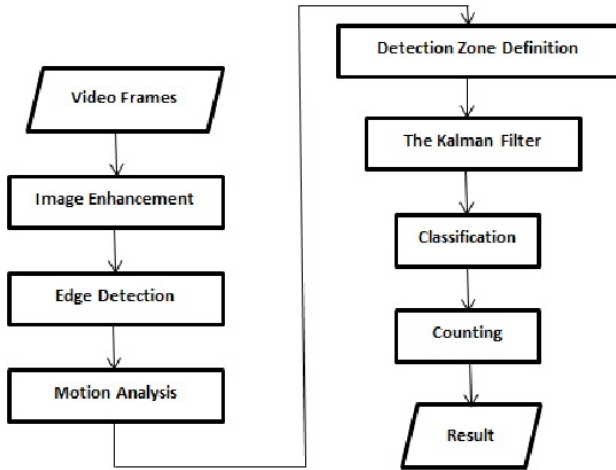 Video Frames
Image Enhancement
Edge Detection
Motion Analysis
Detection Zone Definition
The Kalman Filter
Classification
Counting
Result